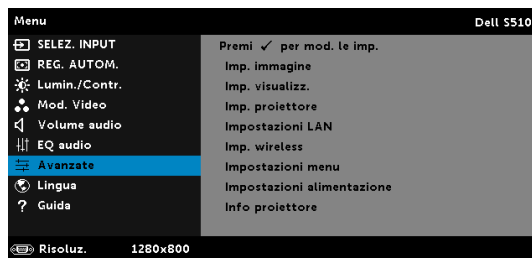 Menu
Dell S510
SELEZ. INPUT
REG. AUTOM.
Lumin./Contr.
Mod. Video
Volume audio
EQ audio
Avanzate
Lingua
? Guida
Premi ✓ per mod. le imp.
Imp. immagine
Imp. visualizz.
Imp. proiettore
Impostazioni LAN
Imp. wireless
Impostazioni menu
Impostazioni alimentazione
Info proiettore
Risoluz. 1280x800